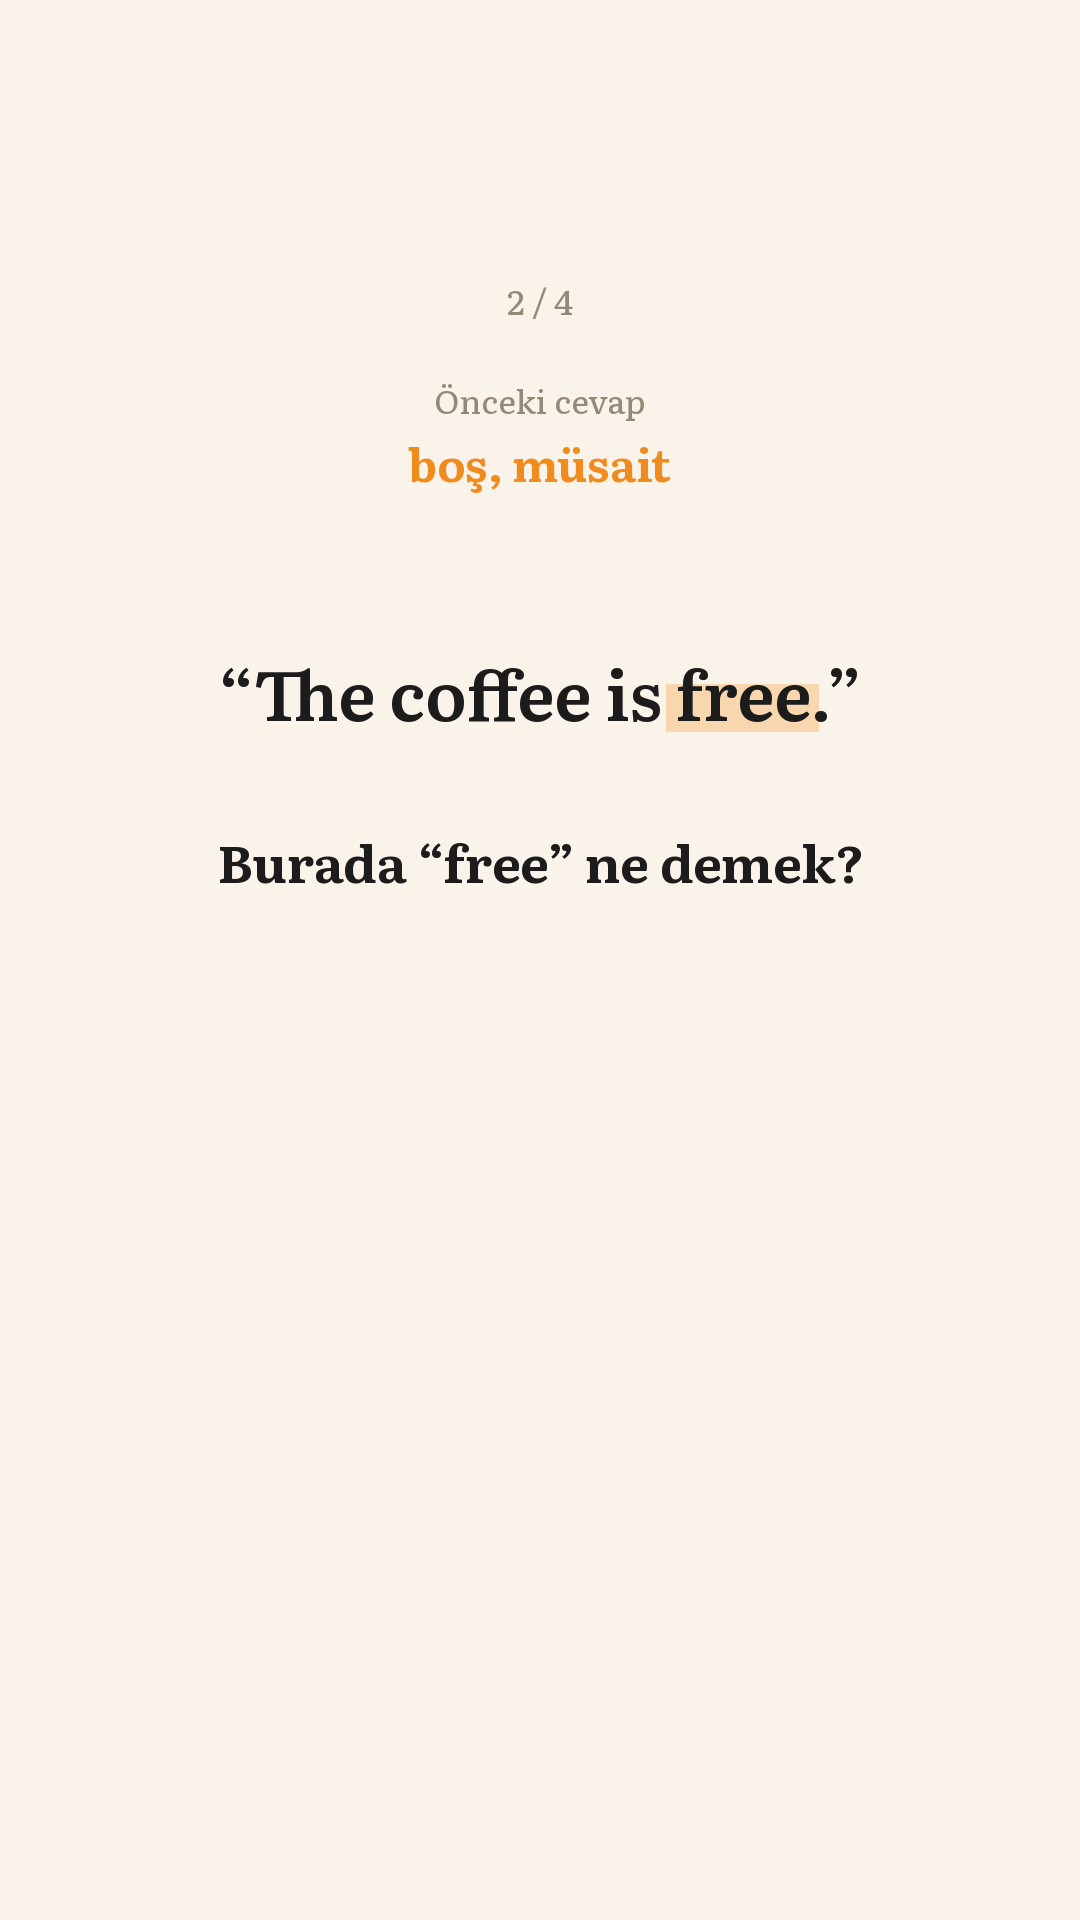 2 / 4
Önceki cevap
boş, müsait
“The coffee is free.”
Burada “free” ne demek?